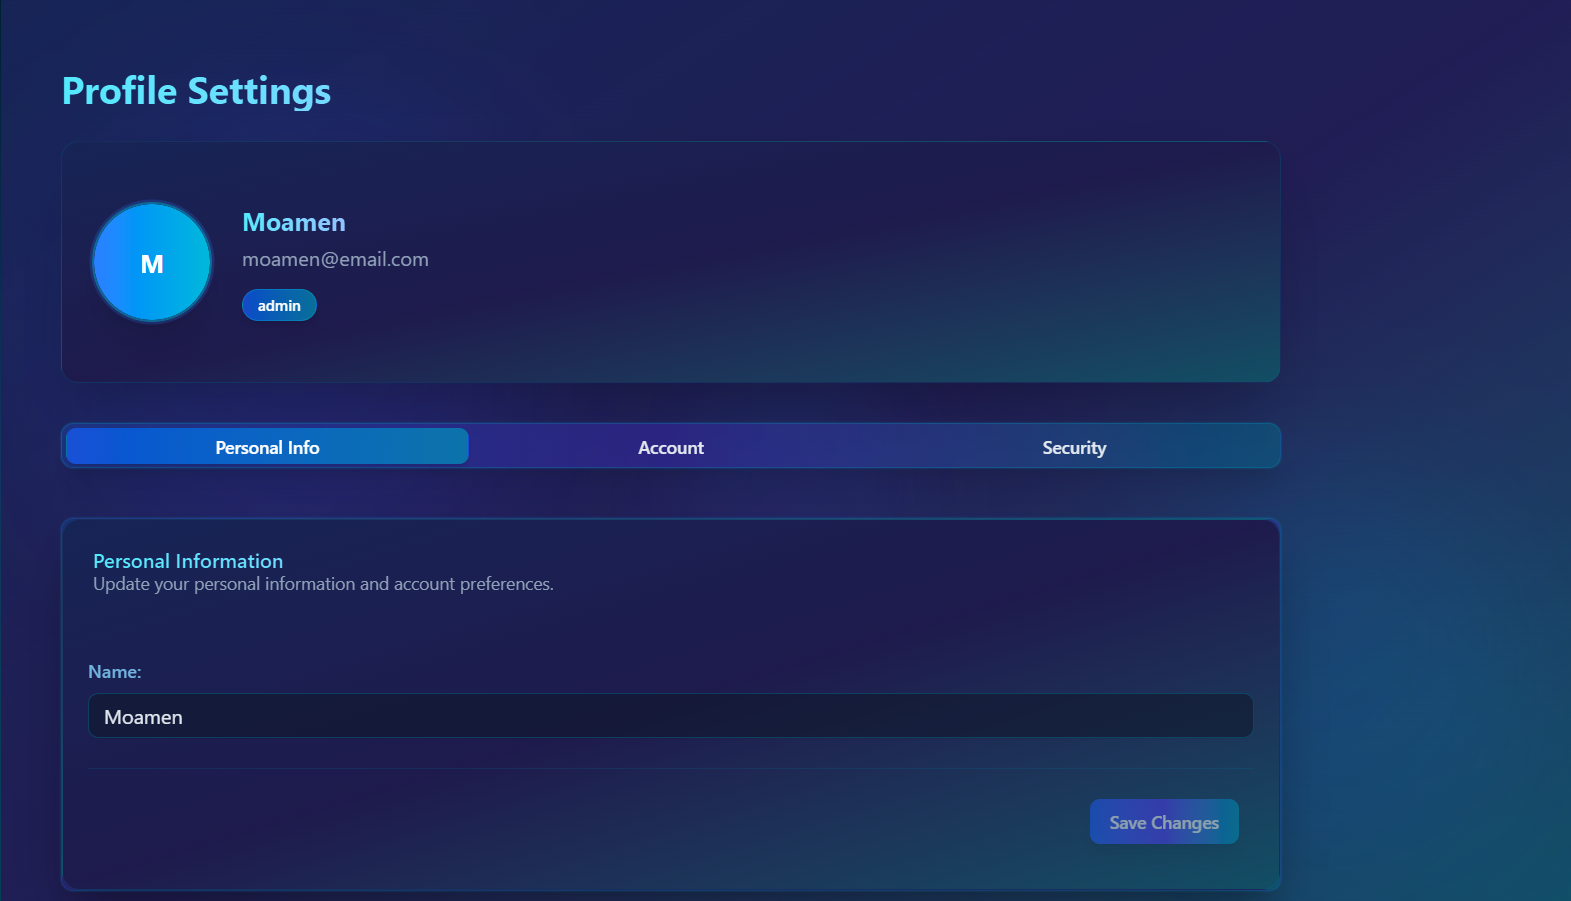 Profile Settings
M
Moamen
moamen@email.com
admin
Personal Info
Account
Security
Personal Information
Update your personal information and account preferences.
Name:
Moamen
Save Changes